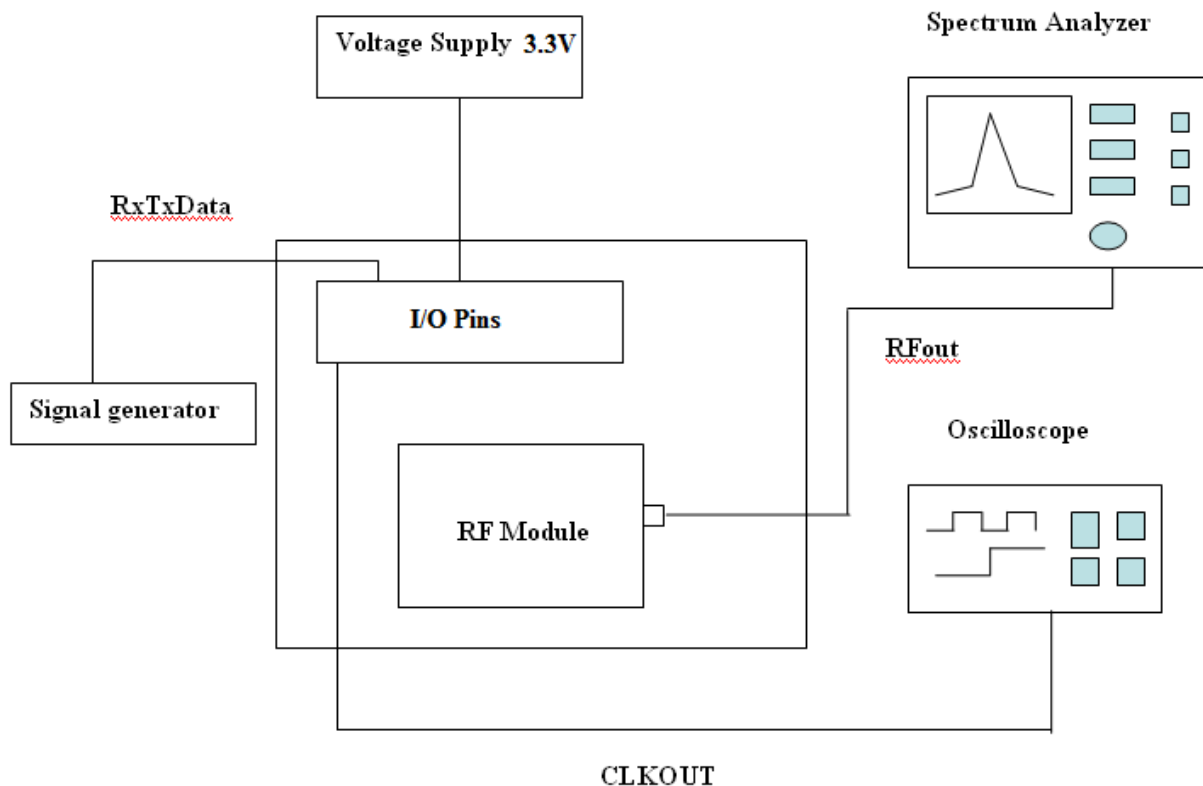 Spectrum Analyzer
Voltage Supply 3.3V
RxTxData
I/O Pins
RFout
Signal generator
Oscilloscope
RF Module
CLKOUT